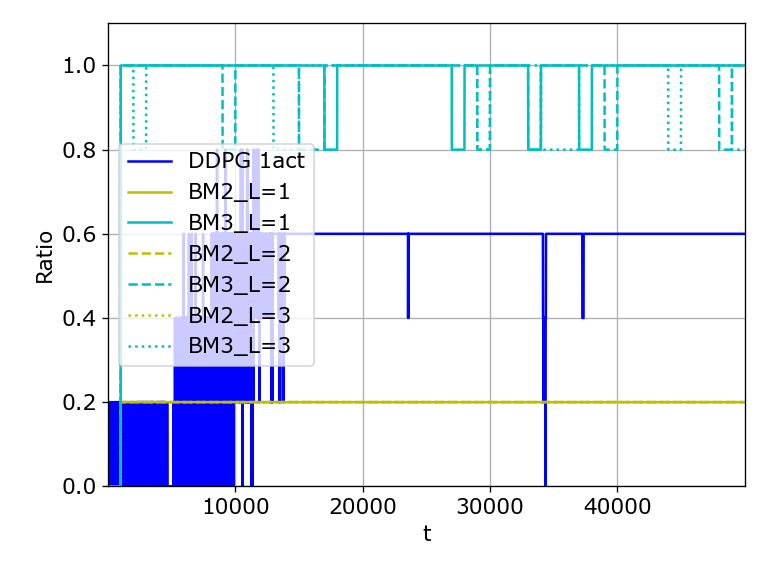 1.0
0.8
0.6
0.4
0.2
0.0
Ratio
DDPG 1act
BM2_L=1
BM3_L=1
BM2_L=2
BM3_L=2
BM2_L=3
BM3_L=3
10000 20000 30000 40000
t